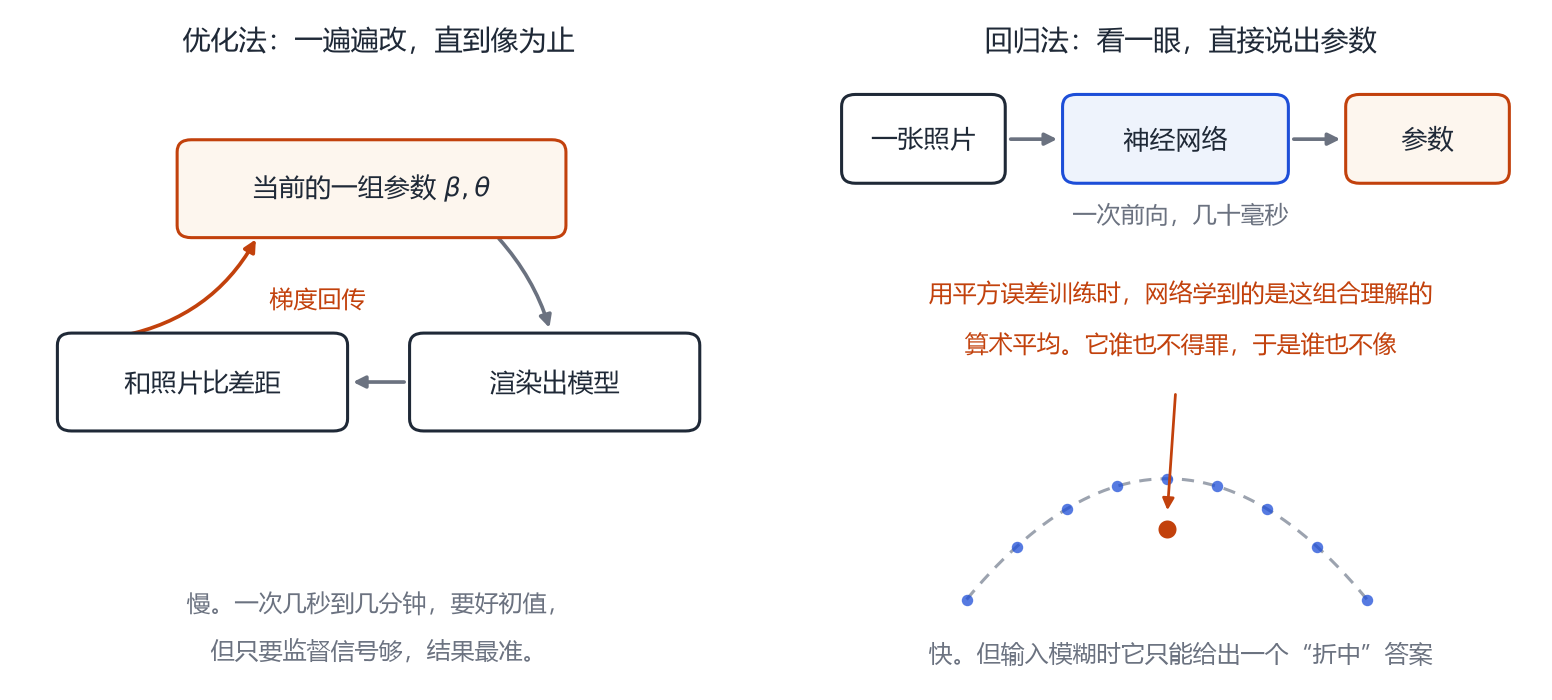 优化法：一遍遍改，直到像为止
当前的一组参数 β, θ
梯度回传
和照片比差距
渲染出模型
慢。一次几秒到几分钟，要好初值，
但只要监督信号够，结果最准。
回归法：看一眼，直接说出参数
一张照片
神经网络
参数
一次前向，几十毫秒
用平方误差训练时，网络学到的是这组合理解的
算术平均。它谁也不得罪，于是谁也不像
快。但输入模糊时它只能给出一个“折中”答案